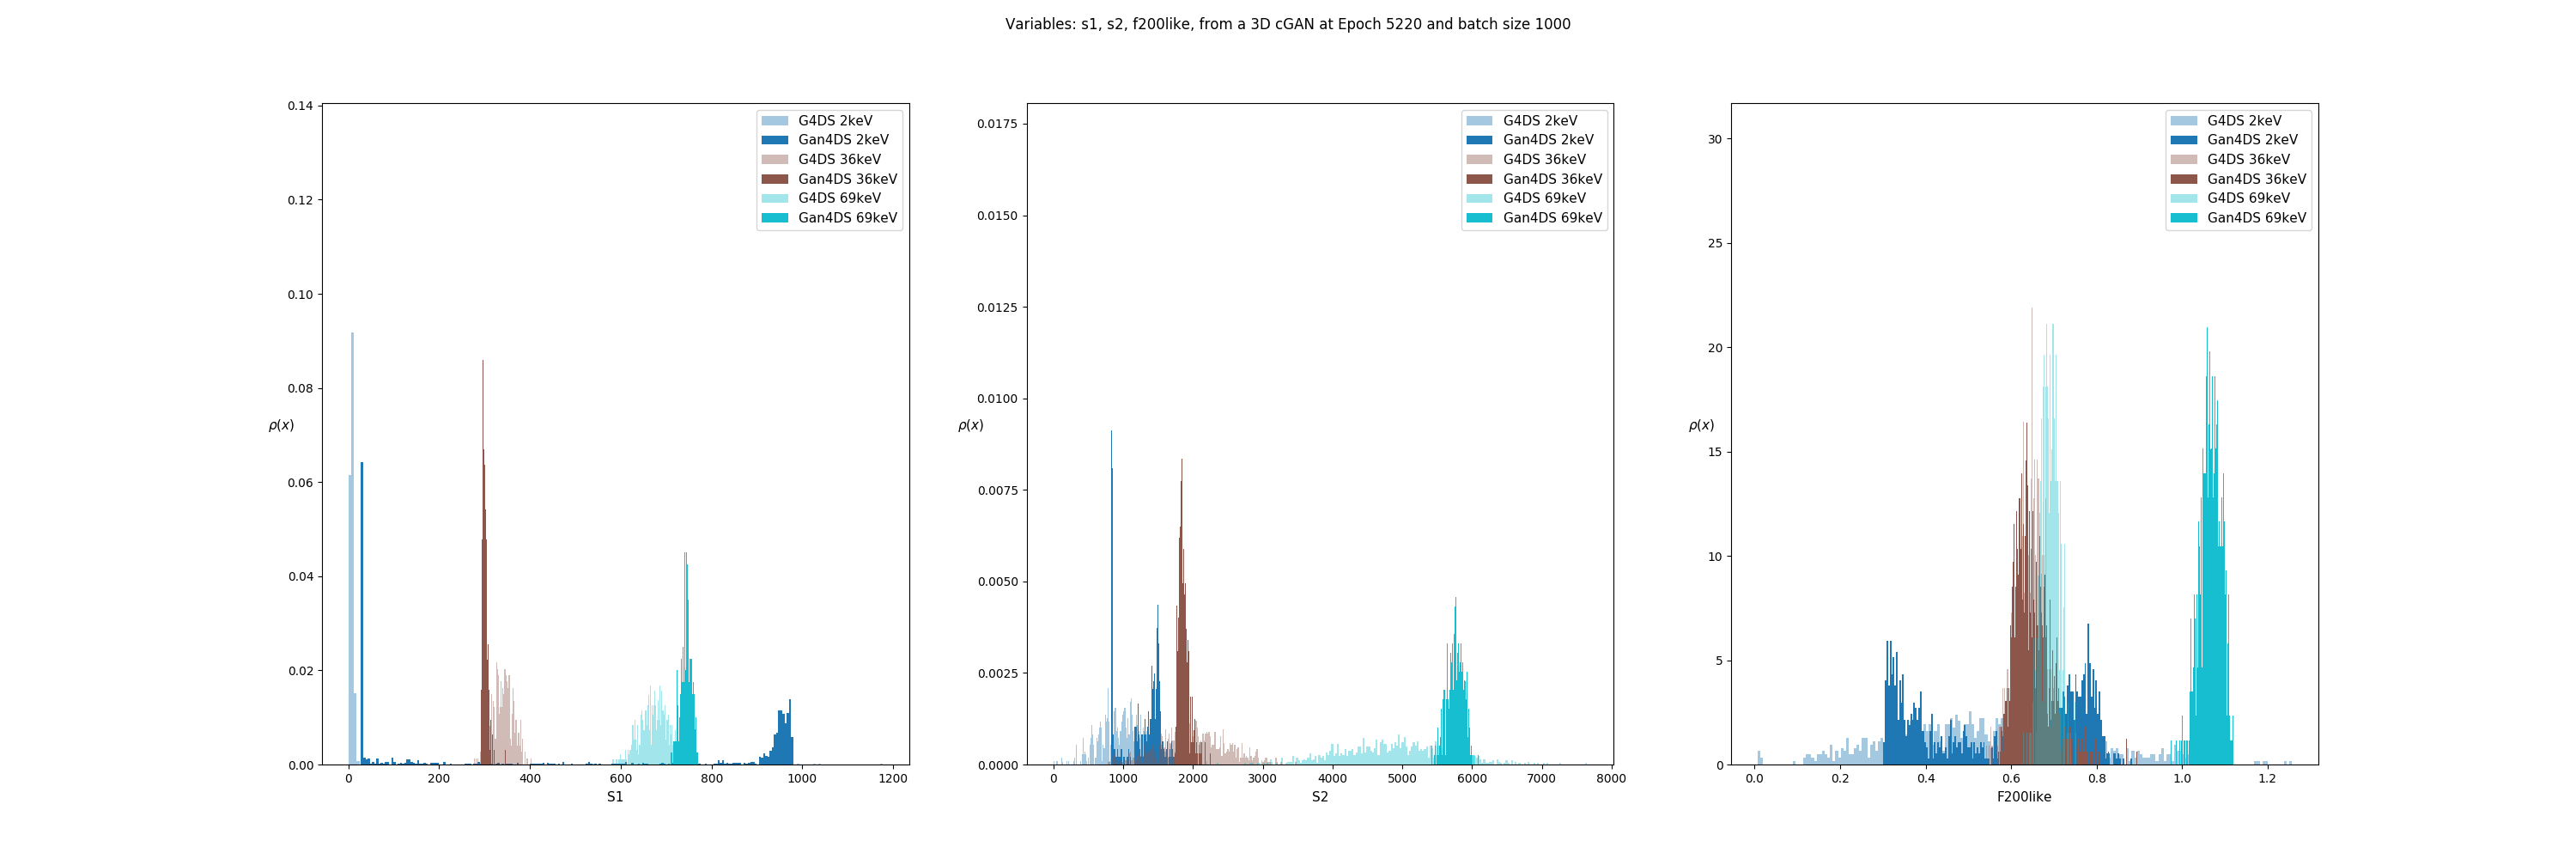 Variables: s1, s2, f200like, from a 3D cGAN at Epoch 5220 and batch size 1000
0.14
0.12
0.10
0.08
0.06
0.04
0.02
0.00
ρ(x)
0
200
400
600
800
1000
1200
S1
G4DS 2keV
Gan4DS 2keV
G4DS 36keV
Gan4DS 36keV
G4DS 69keV
Gan4DS 69keV
0.0175
0.0150
0.0125
0.0100
0.0075
0.0050
0.0025
0.0000
ρ(x)
0
1000
2000
3000
4000
5000
6000
7000
8000
S2
G4DS 2keV
Gan4DS 2keV
G4DS 36keV
Gan4DS 36keV
G4DS 69keV
Gan4DS 69keV
30
25
20
15
10
5
0
ρ(x)
0.0
0.2
0.4
0.6
0.8
1.0
1.2
F200like
G4DS 2keV
Gan4DS 2keV
G4DS 36keV
Gan4DS 36keV
G4DS 69keV
Gan4DS 69keV